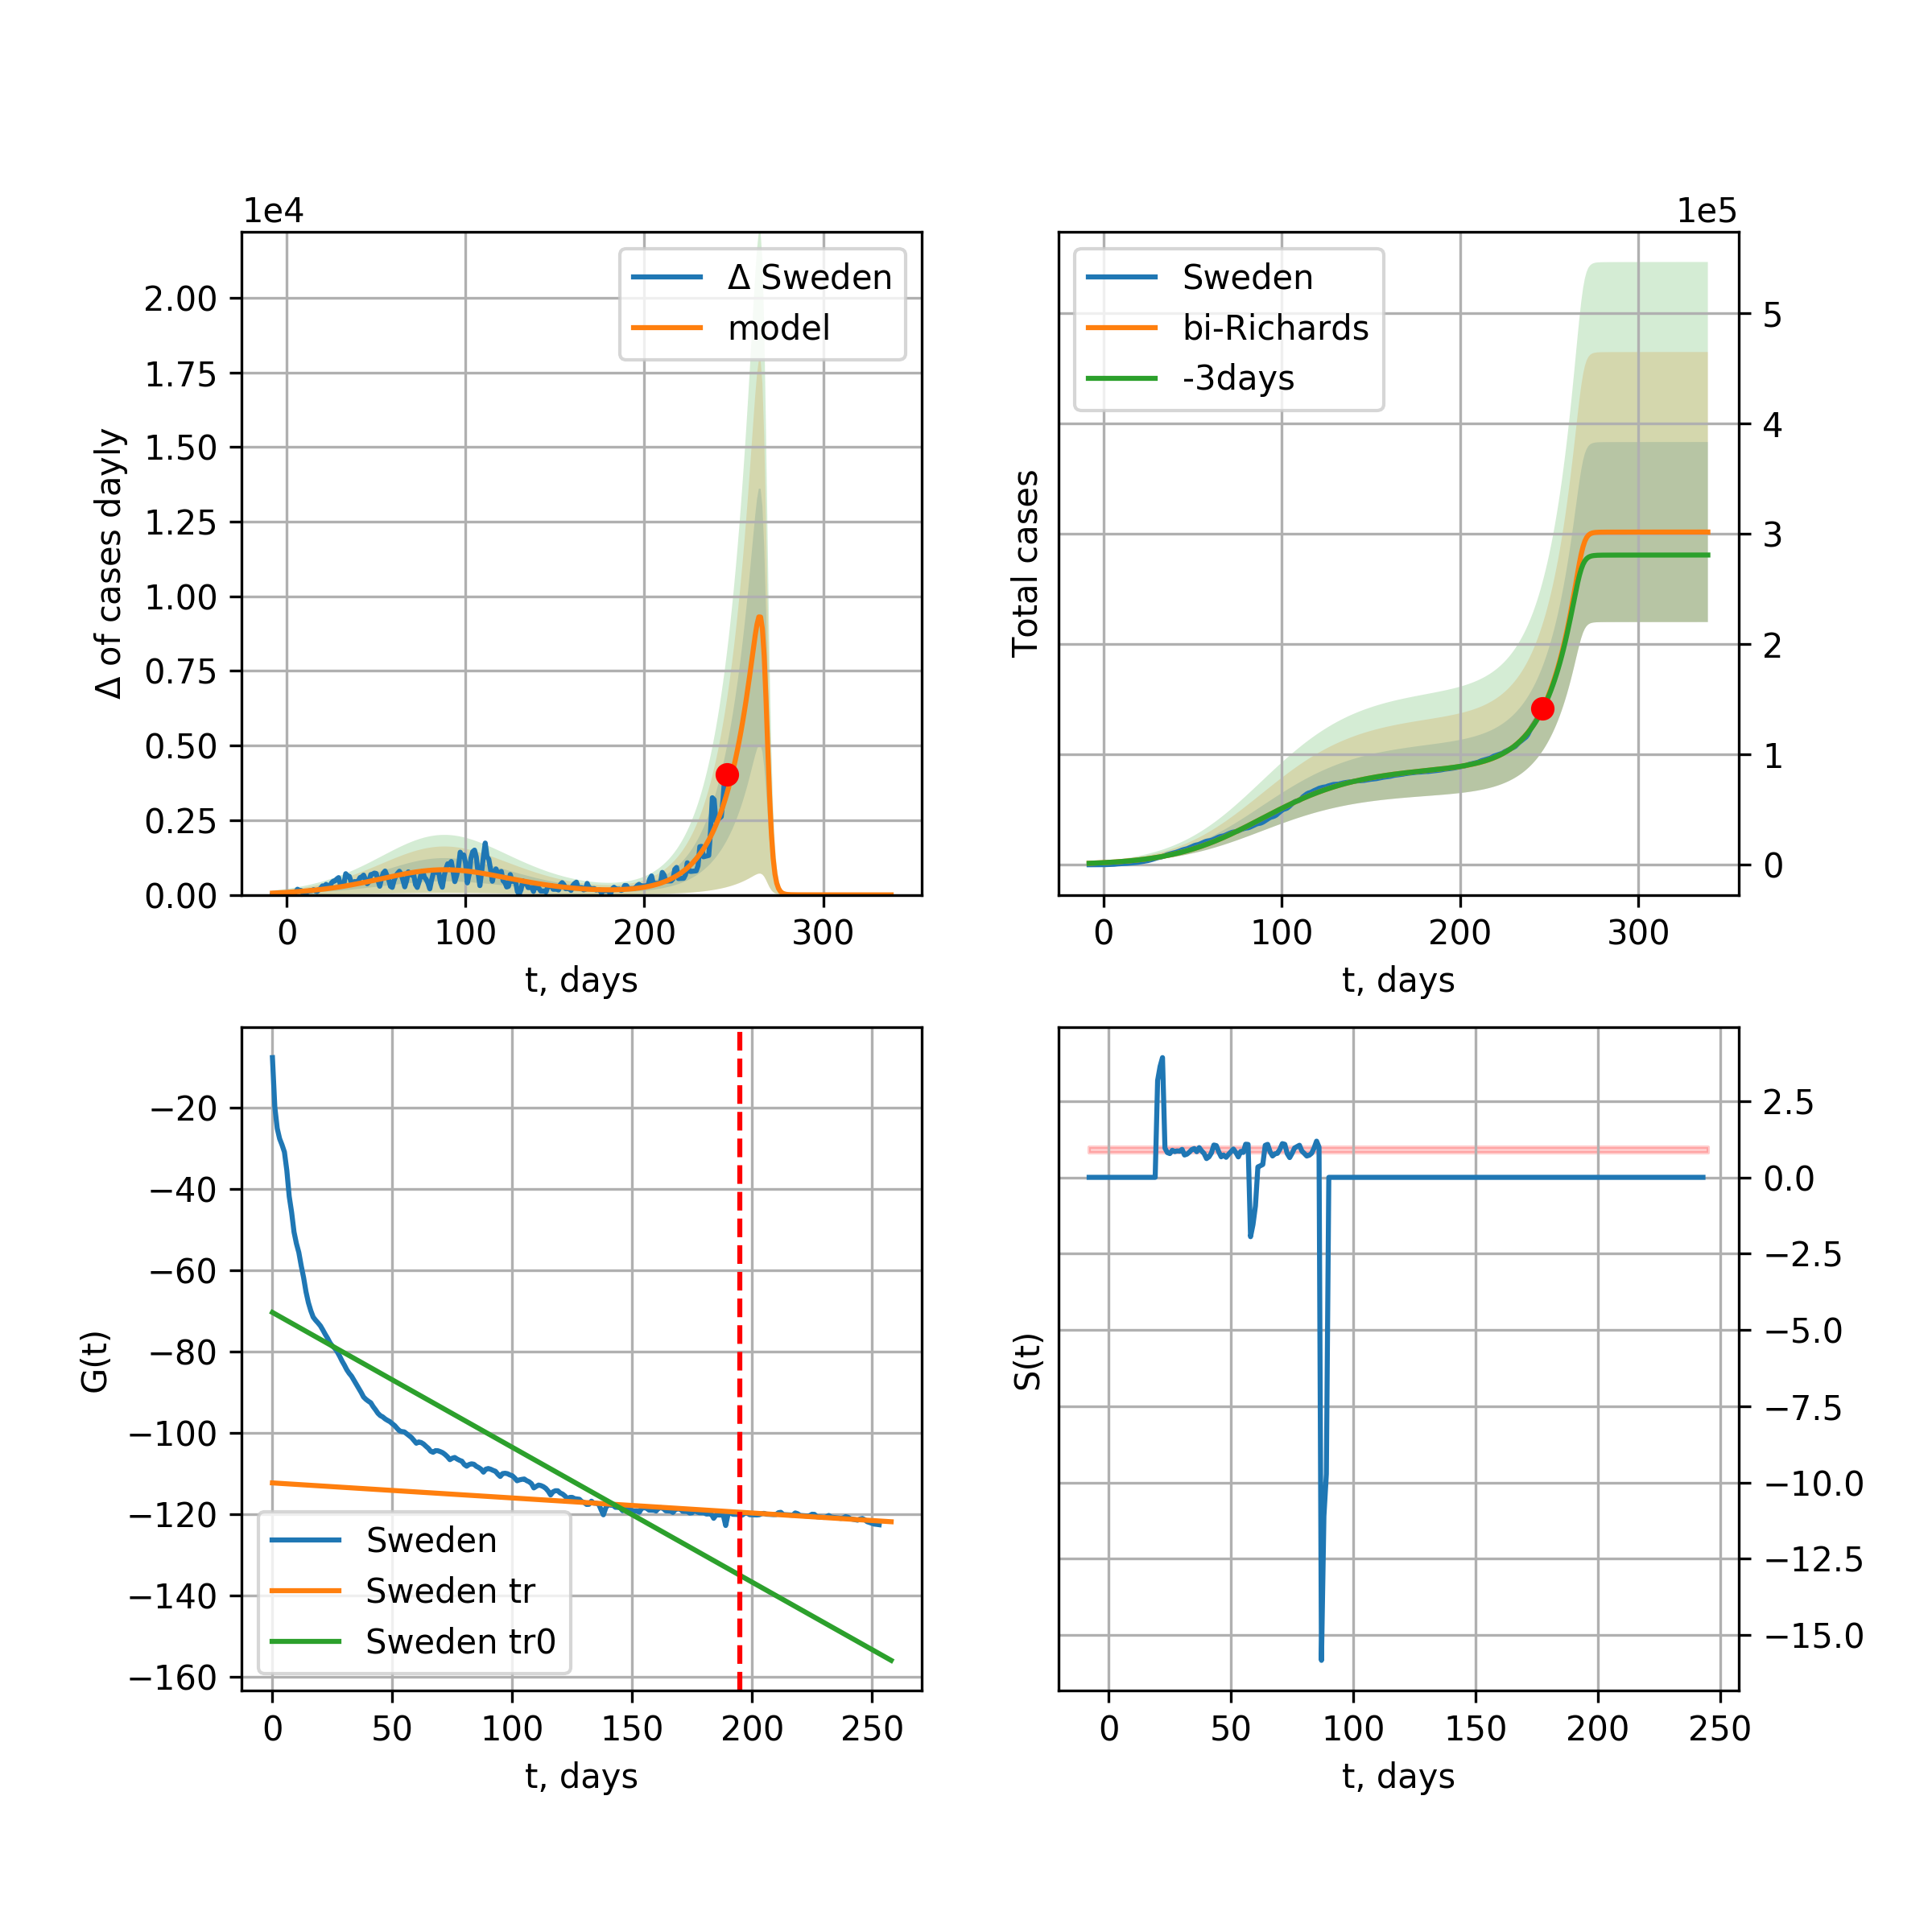 1e4
Δ of cases dayly
2.00
1.75
1.50
1.25
1.00
0.75
0.50
0.25
0.00
Δ Sweden
model
0 100 200 300
t, days
1e5
Total cases
Sweden
bi-Richards
-3days
5
4
3
2
1
0
0 100 200 300
t, days
G(t)
−20
−40
−60
−80
−100
−120
−140
−160
Sweden
Sweden tr
Sweden tr0
0 50 100 150 200 250
t, days
S(t)
2.5
0.0
−2.5
−5.0
−7.5
−10.0
−12.5
−15.0
0 50 100 150 200 250
t, days